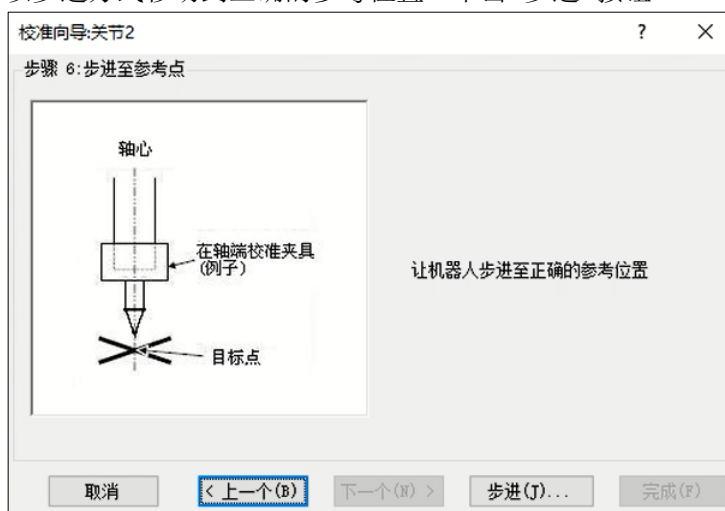 校准向导:关节2
? ×
步骤 6:步进至参考点
轴心
在轴端校准夹具
(例子)
让机器人步进至正确的参考位置
目标点
取消
< 上一个(B)
下一个(N) >
步进(J)...
完成(F)